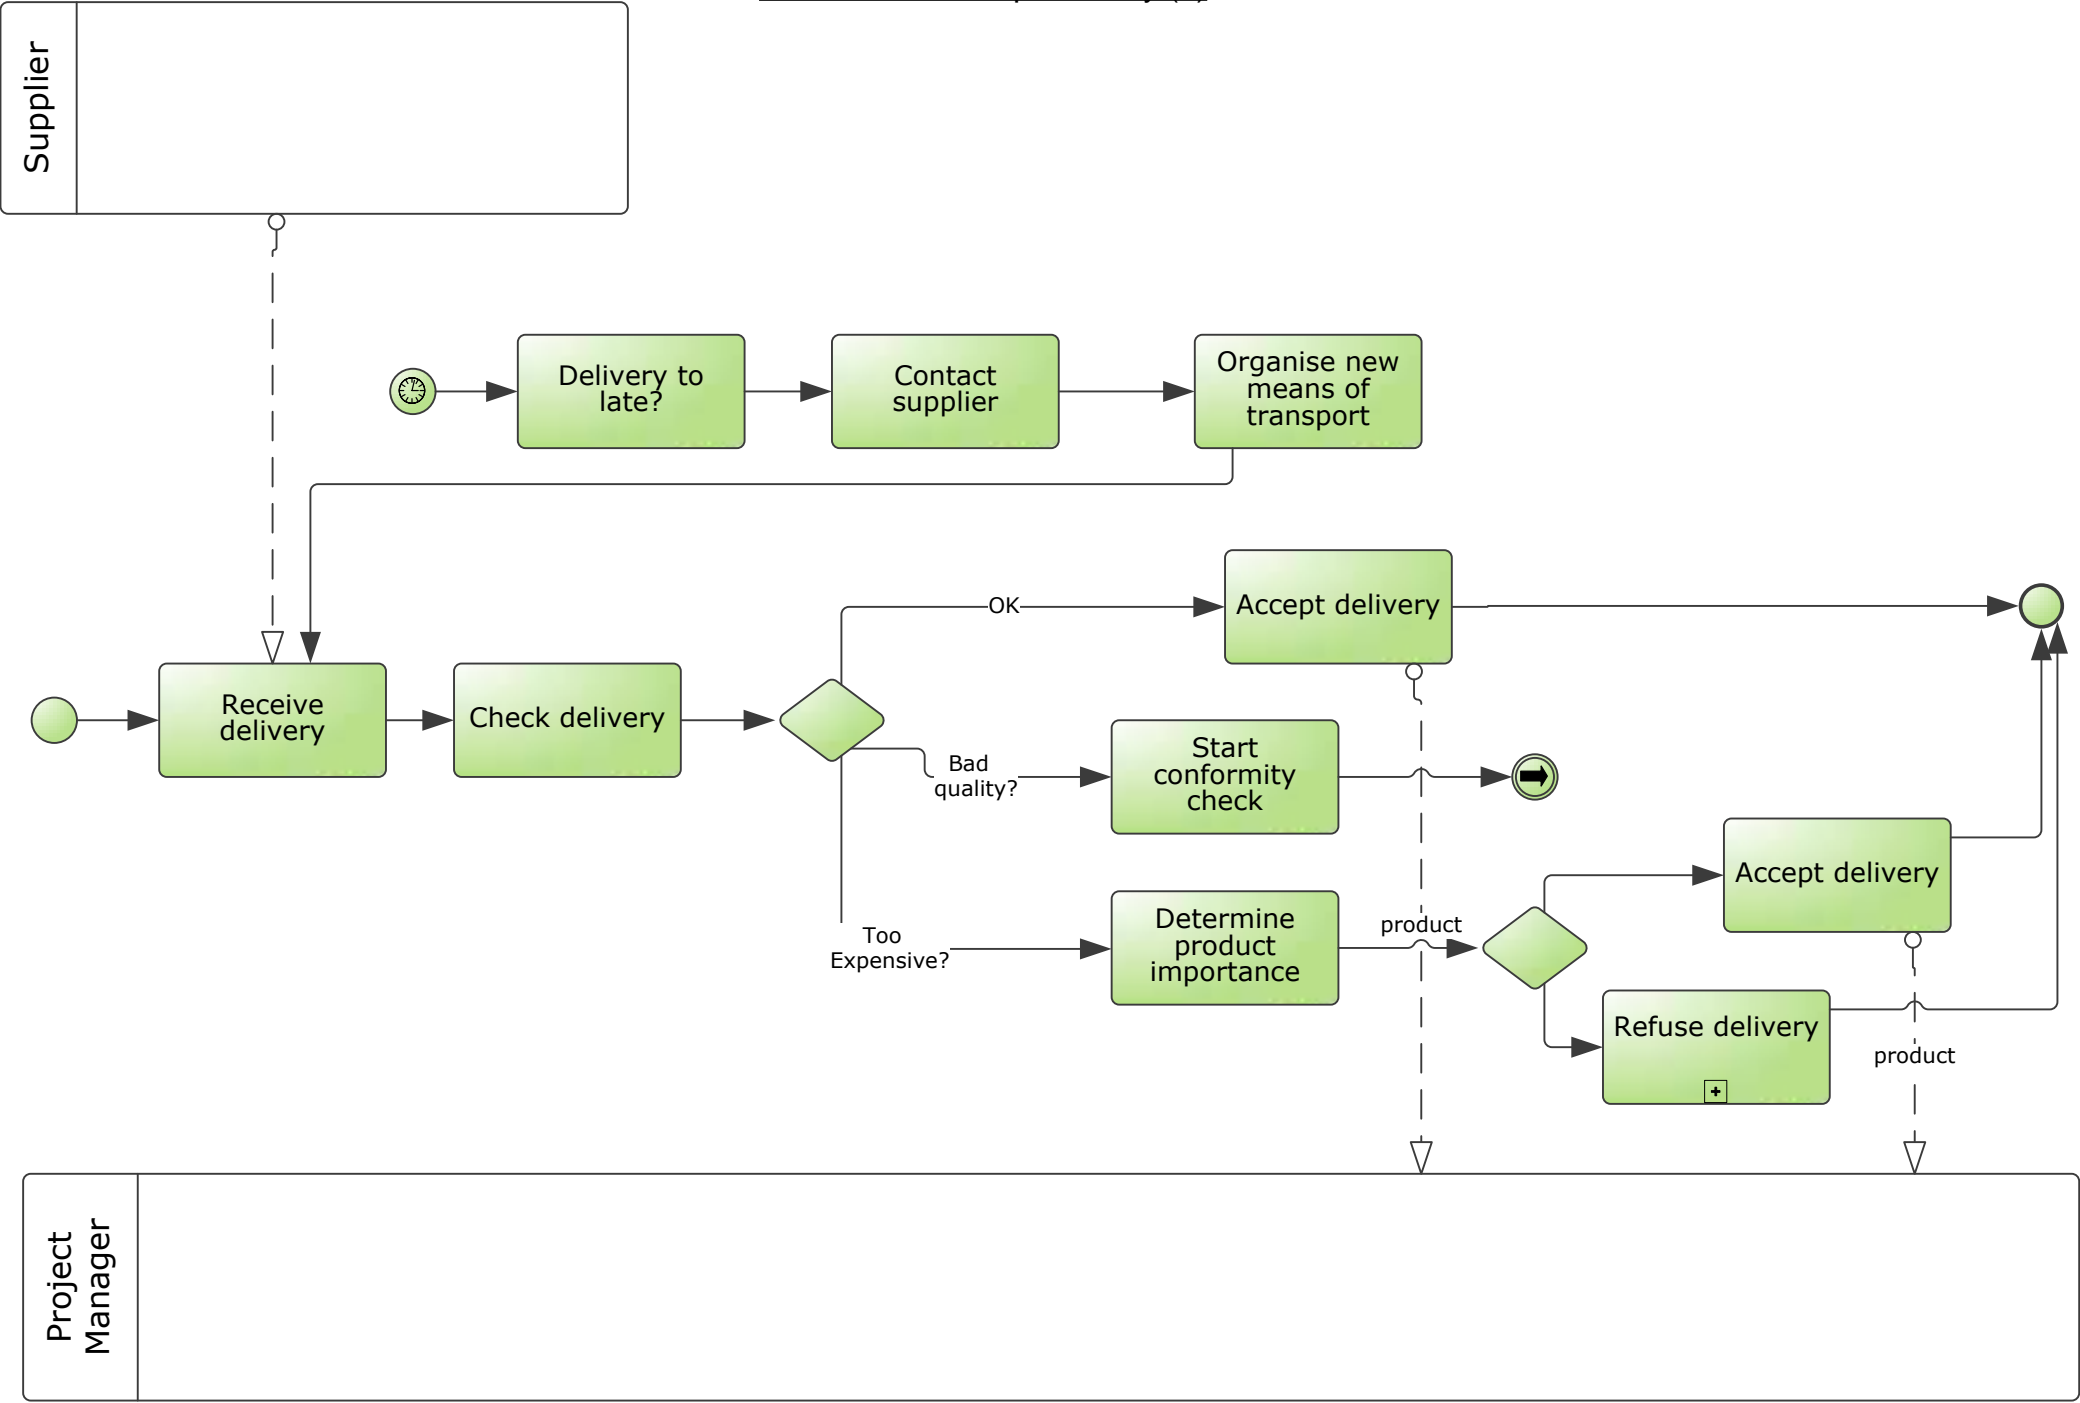 Supplier
Delivery to
late?
Contact
supplier
Organise new
means of
transport
OK
Accept delivery
Receive
delivery
Check delivery
Bad
quality?
Start
conformity
check
Accept delivery
Too
Expensive?
Determine
product
importance
product
Refuse delivery
product
Project
Manager